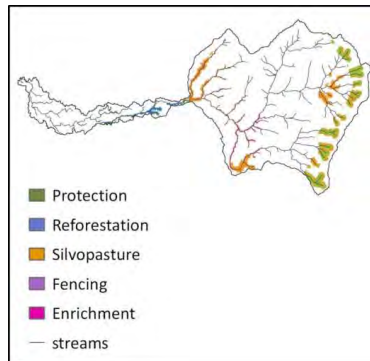 Protection
Reforestation
Silvopasture
Fencing
Enrichment
streams